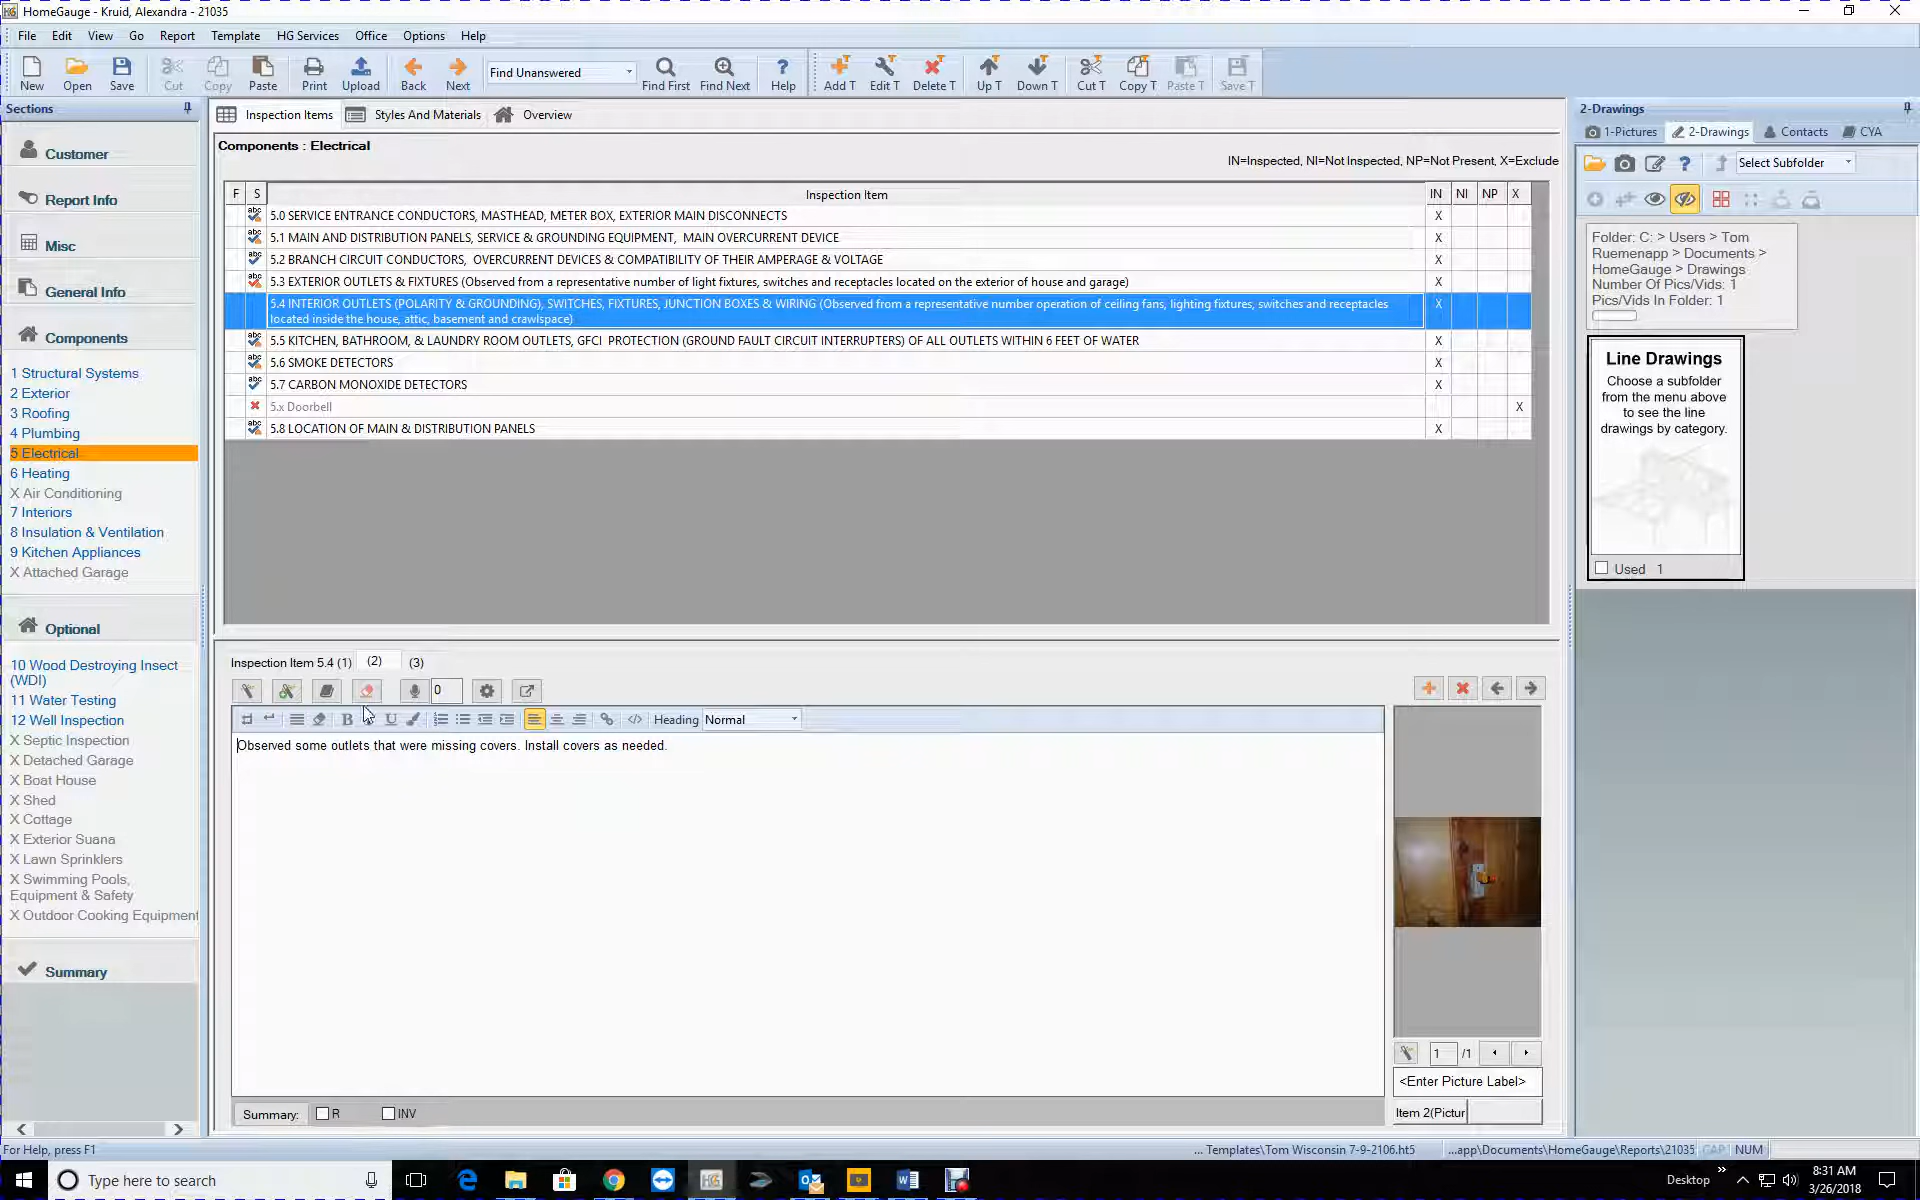 HomeGauge - Kruid, Alexandra - 21035
File Edit View Go Report Template HG Services Office Options Help
New Open Save Cut Copy Paste Print Upload Back Next Find Unanswered Find First Find Next Help Add T Edit T Delete T Up T Down T Cut T Copy T Paste T Save T
Sections
Customer
Report Info
Misc
General Info
Components
1 Structural Systems
2 Exterior
3 Roofing
4 Plumbing
5 Electrical
6 Heating
X Air Conditioning
7 Interiors
8 Insulation & Ventilation
9 Kitchen Appliances
X Attached Garage
Optional
10 Wood Destroying Insect
(WDI)
11 Water Testing
12 Well Inspection
X Septic Inspection
X Detached Garage
X Boat House
X Shed
X Cottage
X Exterior Suana
X Lawn Sprinklers
X Swimming Pools,
Equipment & Safety
X Outdoor Cooking Equipment
Summary
Inspection Items Styles And Materials Overview
Components : Electrical
IN=Inspected, NI=Not Inspected, NP=Not Present, X=Exclude
F S Inspection Item IN NI NP X
abc 5.0 SERVICE ENTRANCE CONDUCTORS, MASTHEAD, METER BOX, EXTERIOR MAIN DISCONNECTS X
abc 5.1 MAIN AND DISTRIBUTION PANELS, SERVICE & GROUNDING EQUIPMENT, MAIN OVERCURRENT DEVICE X
abc 5.2 BRANCH CIRCUIT CONDUCTORS, OVERCURRENT DEVICES & COMPATIBILITY OF THEIR AMPERAGE & VOLTAGE X
abc 5.3 EXTERIOR OUTLETS & FIXTURES (Observed from a representative number of light fixtures, switches and receptacles located on the exterior of house and garage) X
5.4 INTERIOR OUTLETS (POLARITY & GROUNDING), SWITCHES, FIXTURES, JUNCTION BOXES & WIRING (Observed from a representative number operation of ceiling fans, lighting fixtures, switches and receptacles X
located inside the house, attic, basement and crawlspace)
abc 5.5 KITCHEN, BATHROOM, & LAUNDRY ROOM OUTLETS, GFCI PROTECTION (GROUND FAULT CIRCUIT INTERRUPTERS) OF ALL OUTLETS WITHIN 6 FEET OF WATER X
abc 5.6 SMOKE DETECTORS X
abc 5.7 CARBON MONOXIDE DETECTORS X
5.x Doorbell X
abc 5.8 LOCATION OF MAIN & DISTRIBUTION PANELS X
Inspection Item 5.4 (1) (2) (3)
0
B U Heading Normal
Observed some outlets that were missing covers. Install covers as needed.
1 /1
<Enter Picture Label>
Item 2(Pictur
Summary: R INV
2-Drawings
1-Pictures 2-Drawings Contacts CYA
Select Subfolder
Folder: C: > Users > Tom
Ruemenapp > Documents >
HomeGauge > Drawings
Number Of Pics/Vids: 1
Pics/Vids In Folder: 1
Line Drawings
Choose a subfolder
from the menu above
to see the line
drawings by category.
Used 1
For Help, press F1
... Templates\Tom Wisconsin 7-9-2106.ht5 ...app\Documents\HomeGauge\Reports\21035 CAP NUM
Type here to search
Desktop
8:31 AM
3/26/2018